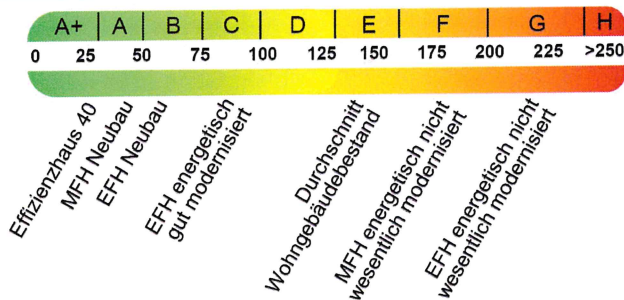 A+ A B C D E F G H
0 25 50 75 100 125 150 175 200 225 >250
Effizienzhaus 40
MFH Neubau
EFH Neubau
EFH energetisch
gut modernisiert
Durchschnitt
Wohngebäudebestand
MFH energetisch nicht
wesentlich modernisiert
EFH energetisch nicht
wesentlich modernisiert